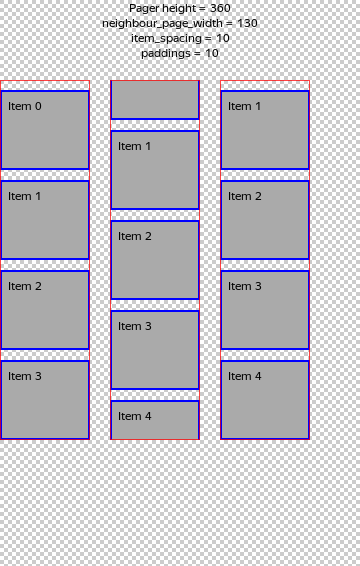 Pager height = 360
neighbour_page_width = 130
item_spacing = 10
paddings = 10
Item 0
Item 1
Item 2
Item 3
Item 1
Item 2
Item 3
Item 4
Item 1
Item 2
Item 3
Item 4